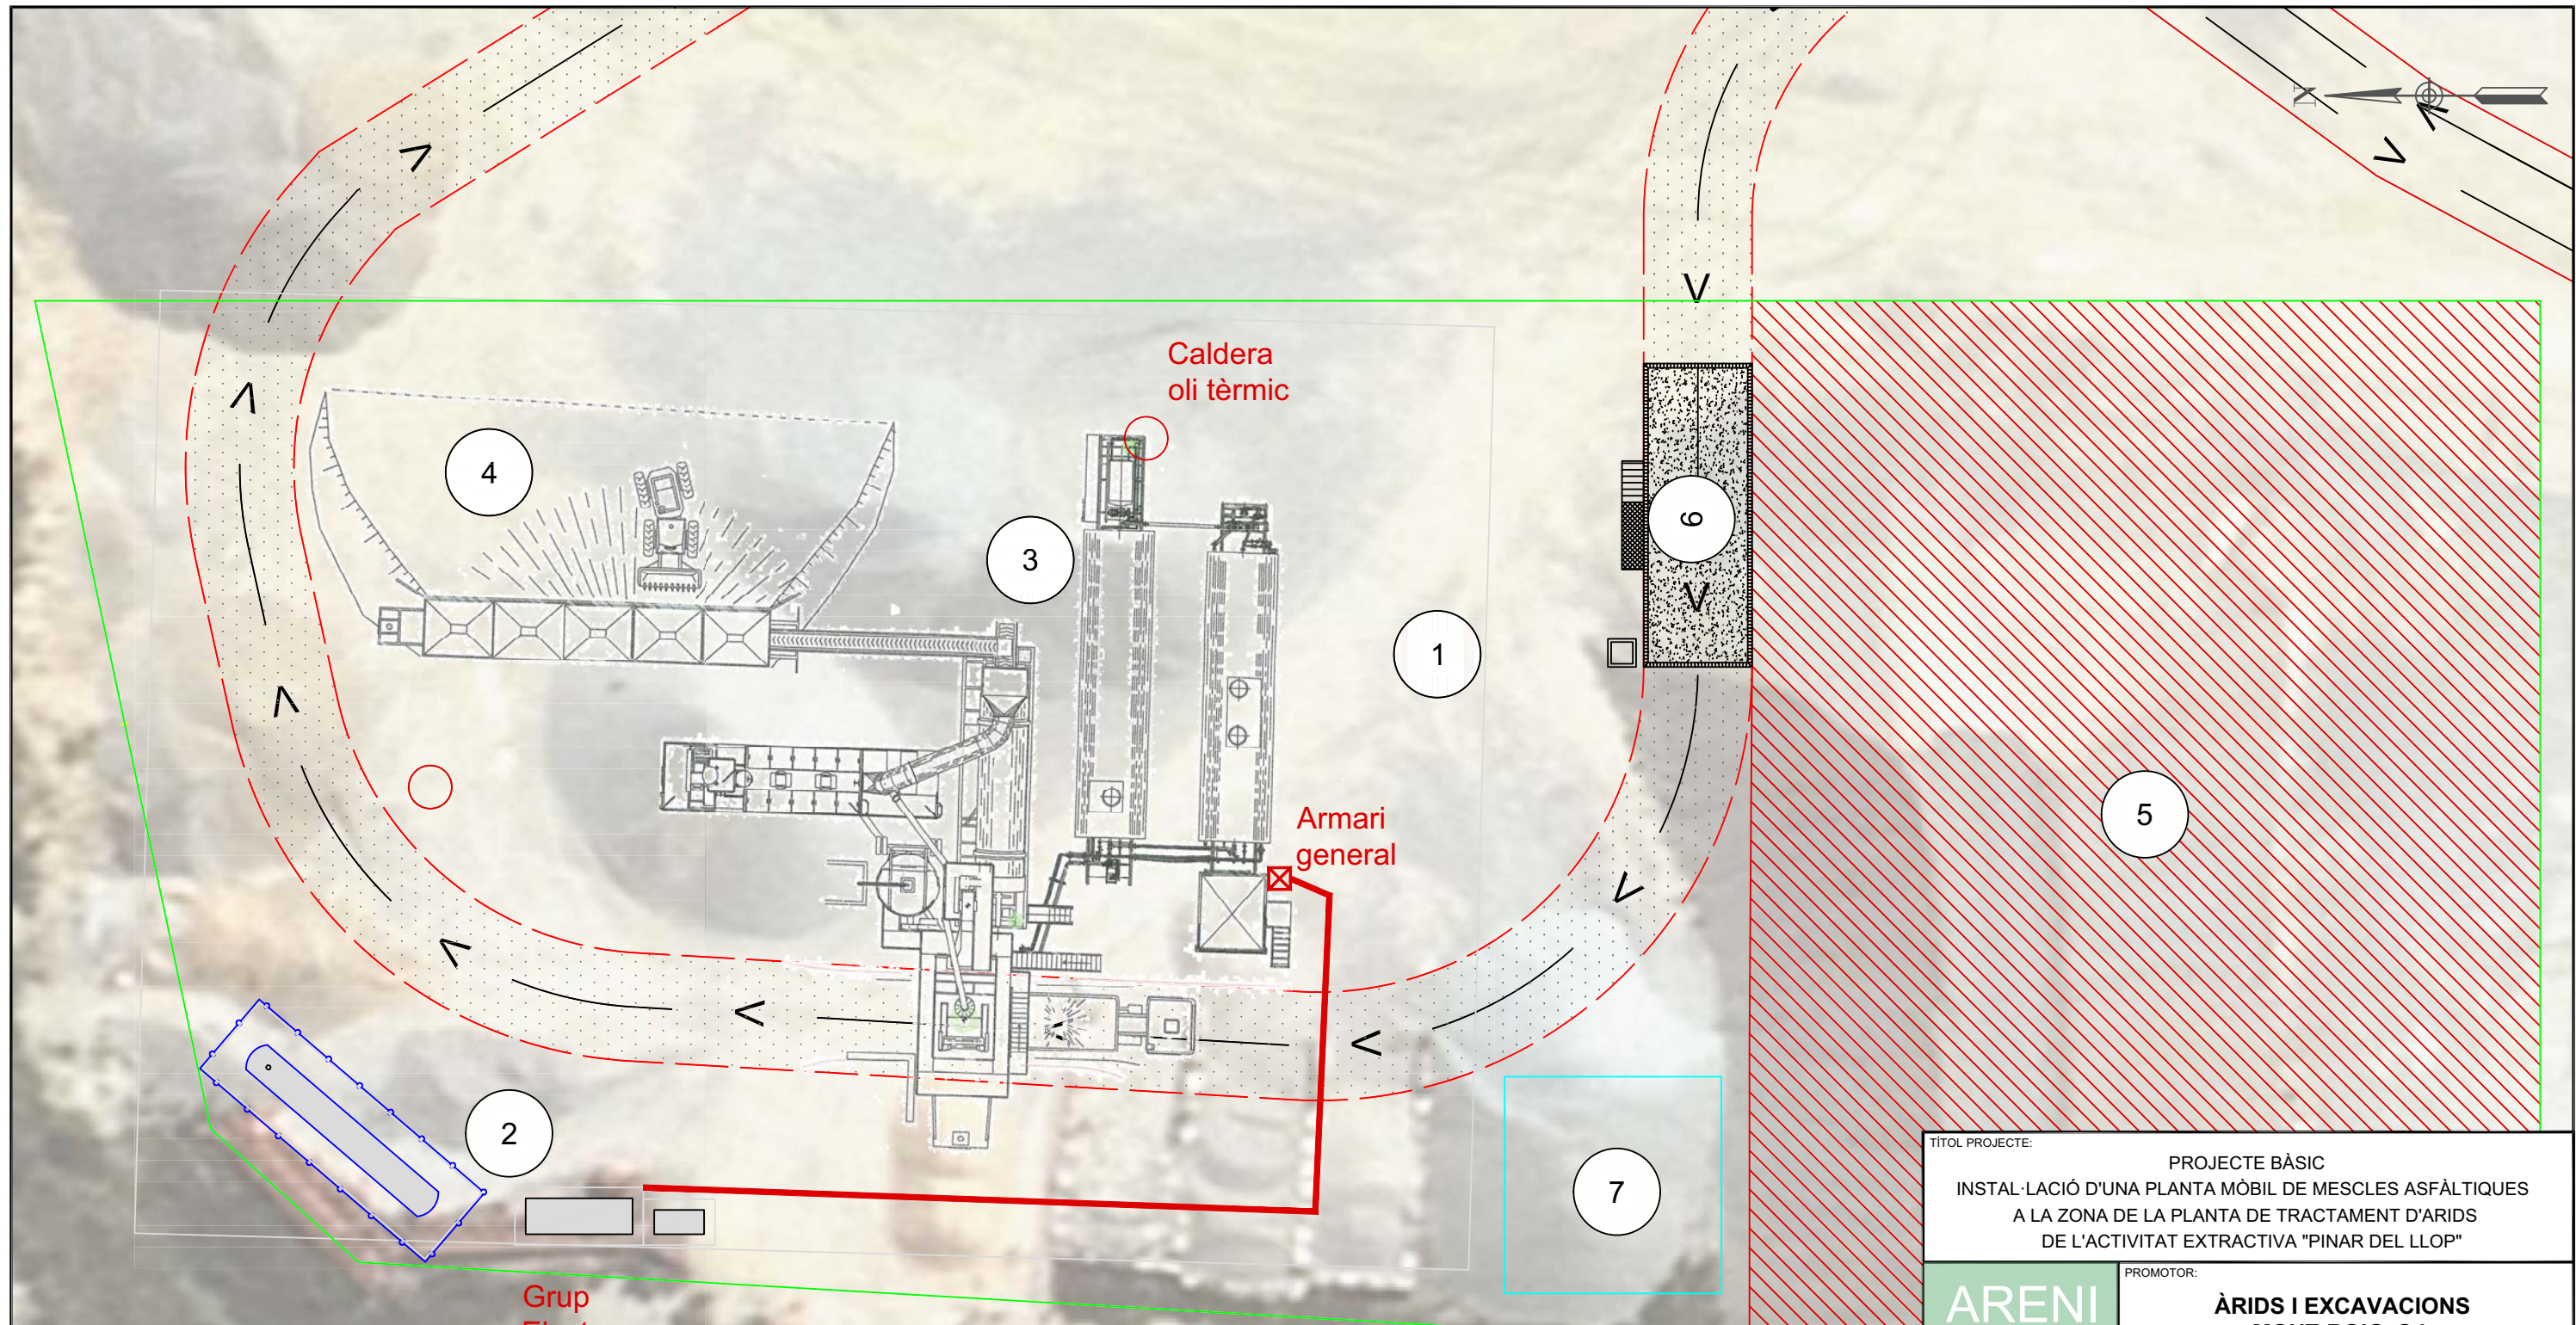 N
Caldera
oli tèrmic
4
3
6
1
5
Armari
general
2
7
Grup
TÍTOL PROJECTE:
PROJECTE BÀSIC
INSTAL·LACIÓ D'UNA PLANTA MÒBIL DE MESCLES ASFÀLTIQUES
A LA ZONA DE LA PLANTA DE TRACTAMENT D'ARIDS
DE L'ACTIVITAT EXTRACTIVA "PINAR DEL LLOP"
ARENI
PROMOTOR:
ÀRIDS I EXCAVACIONS